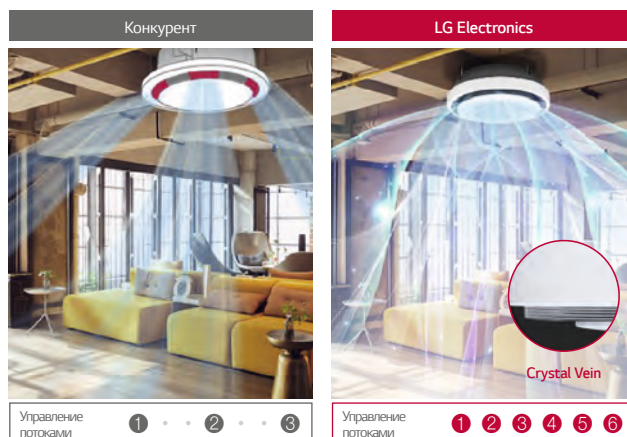 Конкурент
LG Electronics
Crystal Vein
Управление
потоками
1 · · 2 · · 3
Управление
потоками
1 2 3 4 5 6